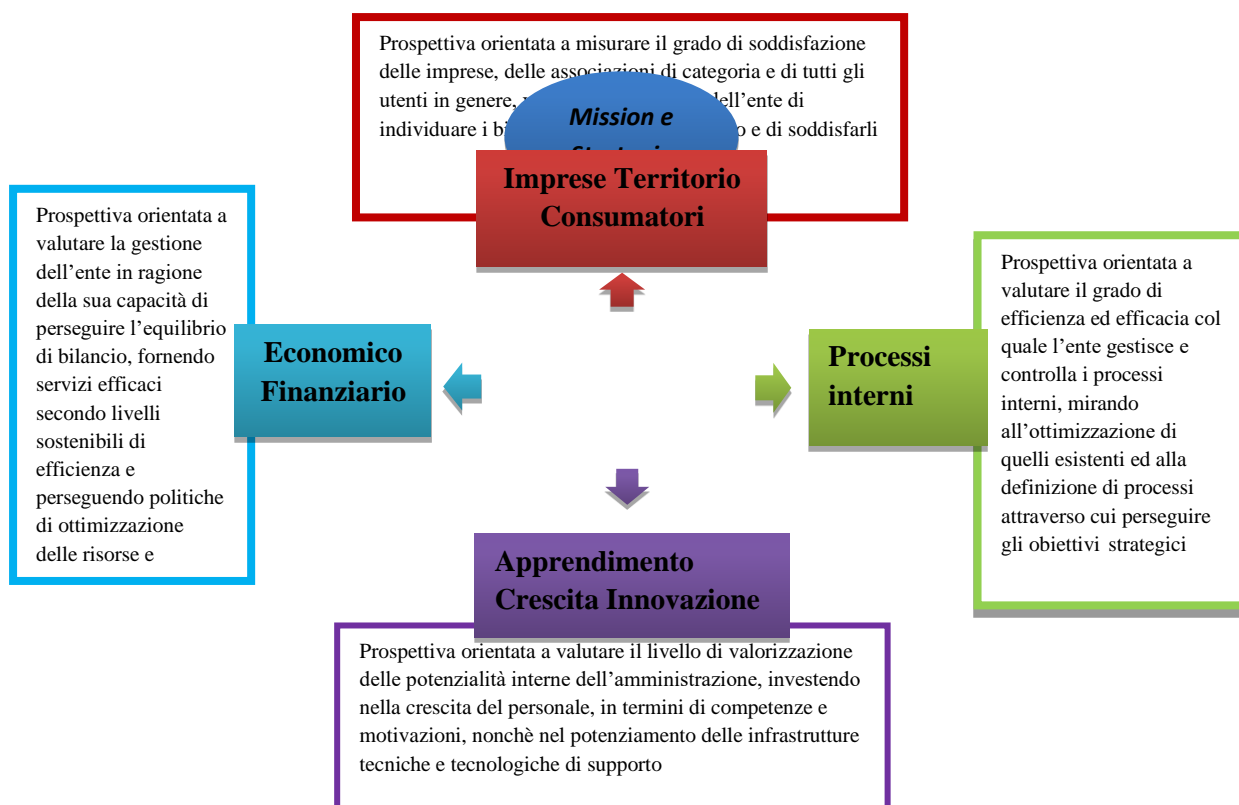 Prospettiva orientata a misurare il grado di soddisfazione
delle imprese, delle associazioni di categoria e di tutti gli
utenti in genere, dell’ente di
individuare i e di soddisfarli
Mission e
Imprese Territorio
Consumatori
Prospettiva orientata a
valutare la gestione
dell’ente in ragione
della sua capacità di
perseguire l’equilibrio
di bilancio, fornendo
servizi efficaci
secondo livelli
sostenibili di
efficienza e
perseguendo politiche
di ottimizzazione
delle risorse e
Economico
Finanziario
Processi
interni
Prospettiva orientata a
valutare il grado di
efficienza ed efficacia col
quale l’ente gestisce e
controlla i processi
interni, mirando
all’ottimizzazione di
quelli esistenti ed alla
definizione di processi
attraverso cui perseguire
gli obiettivi strategici
Apprendimento
Crescita Innovazione
Prospettiva orientata a valutare il livello di valorizzazione
delle potenzialità interne dell’amministrazione, investendo
nella crescita del personale, in termini di competenze e
motivazioni, nonchè nel potenziamento delle infrastrutture
tecniche e tecnologiche di supporto